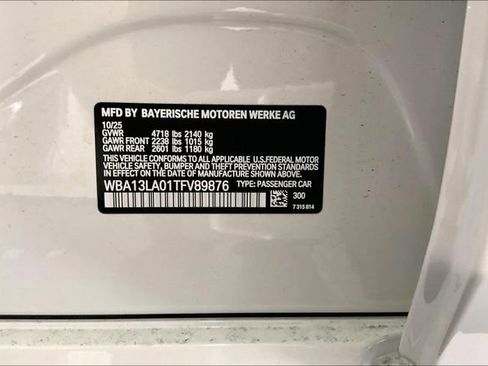 MFD BY BAYERISCHE MOTOREN WERKE AG
10/25
GVWR 4718 lbs 2140 kg
GAWR FRONT 2238 lbs 1015 kg
GAWR REAR 2601 lbs 1180 kg
THIS VEHICLE CONFORMS TO ALL APPLICABLE U.S.FEDERAL MOTOR
VEHICLE SAFETY, BUMPER AND THEFT PREVENTION STANDARDS
IN EFFECT ON THE DATE OF MANUFACTURE SHOWN ABOVE.
WBA13LA01TFV89876 TYPE: PASSENGER CAR
300
7 315 014